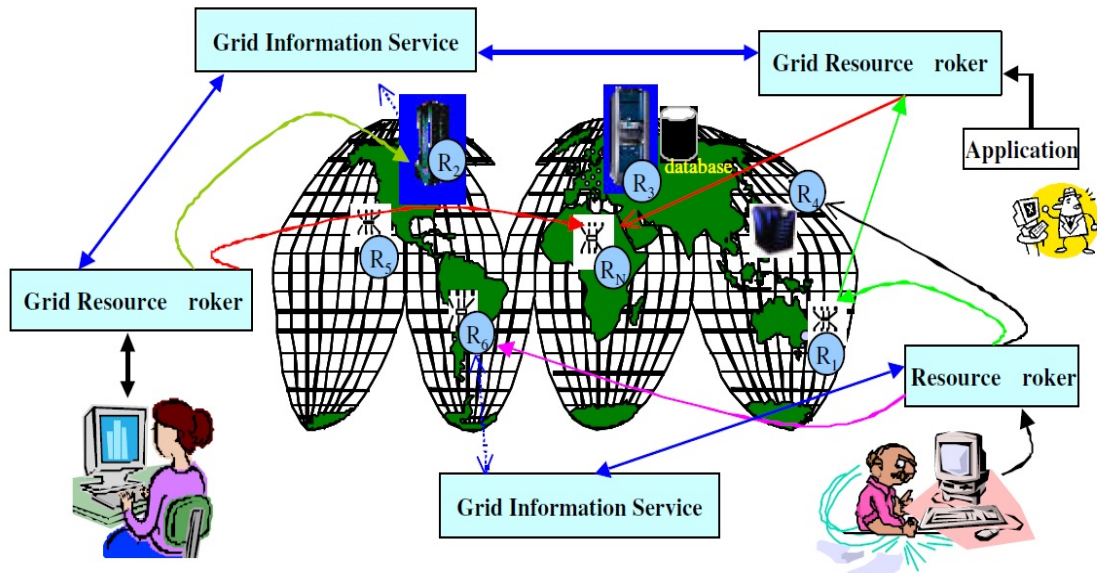 Grid Information Service
Grid Resource roker
Application
database
R2
R3
R4
R5
RN
R6
R1
Grid Resource roker
Resource roker
Grid Information Service